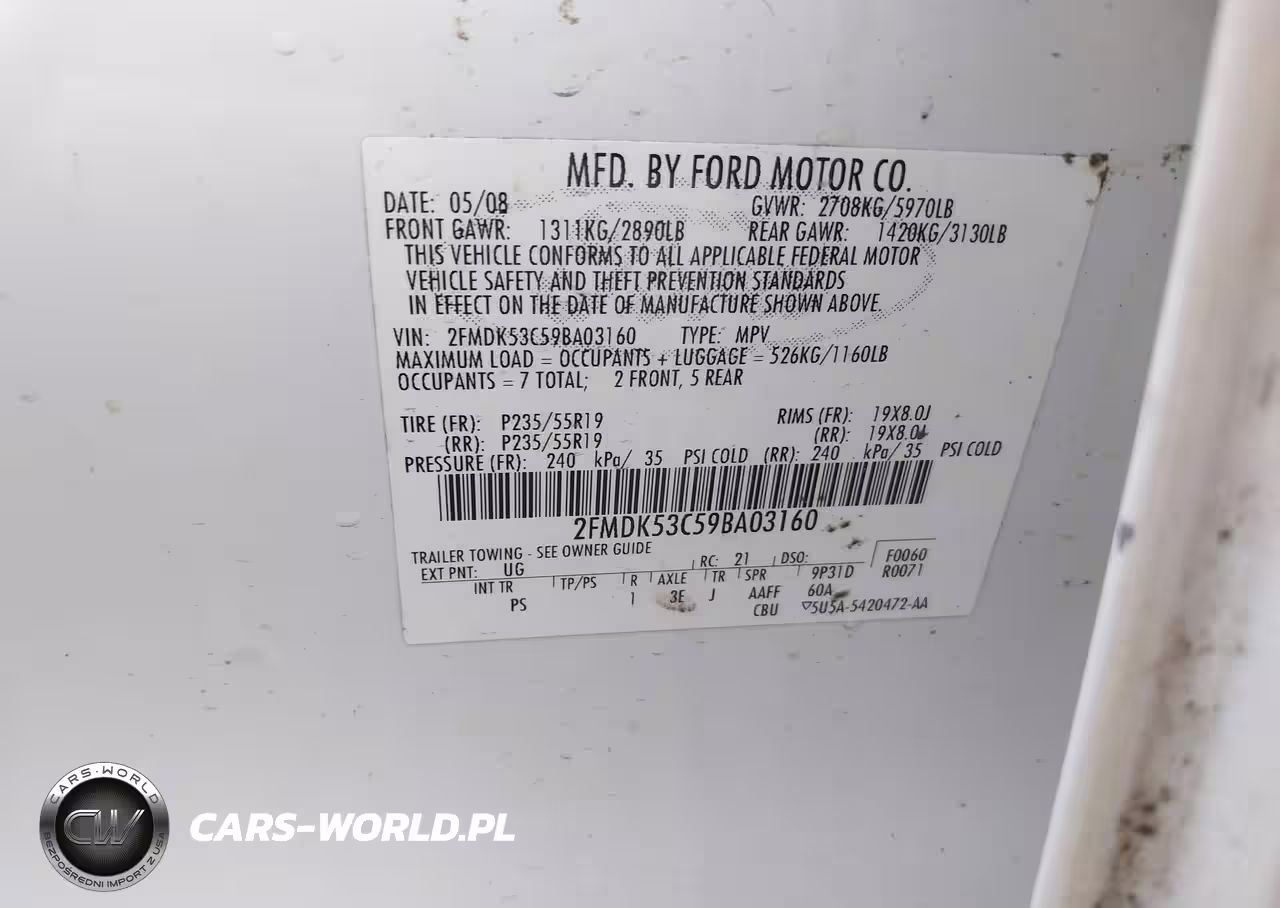 MFD. BY FORD MOTOR CO.
DATE: 05/08 GVWR: 2708KG/5970LB
FRONT GAWR: 1311KG/2890LB REAR GAWR: 1420KG/3130LB
THIS VEHICLE CONFORMS TO ALL APPLICABLE FEDERAL MOTOR
VEHICLE SAFETY AND THEFT PREVENTION STANDARDS
IN EFFECT ON THE DATE OF MANUFACTURE SHOWN ABOVE.
VIN: 2FMDK53C59BA03160 TYPE: MPV
MAXIMUM LOAD = OCCUPANTS + LUGGAGE = 526KG/1160LB
OCCUPANTS = 7 TOTAL; 2 FRONT, 5 REAR
TIRE (FR): P235/55R19 RIMS (FR): 19X8.0J
(RR): P235/55R19 (RR): 19X8.0J
PRESSURE (FR): 240 kPa/ 35 PSI COLD (RR): 240 kPa/ 35 PSI COLD
2FMDK53C59BA03160
TRAILER TOWING - SEE OWNER GUIDE
EXT PNT: UG RC: 21 DSO: F0060
R0071
INT TR TP/PS R AXLE TR SPR 9P31D
PS 1 3E J AAFF 60A
CBU ▽5U5A-5420472-AA
CARS-WORLD
CW
BEZPOŚREDNI IMPORT Z USA
CARS-WORLD.PL